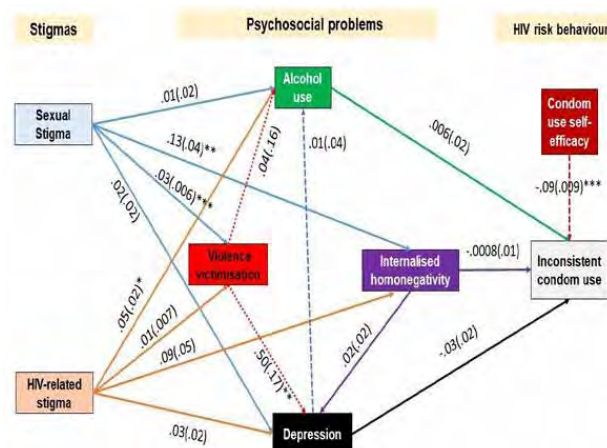 Stigmas
Psychosocial problems
HIV risk behaviour
Alcohol
use
Condom
use self-
efficacy
Sexual
Stigma
.01(.02)
.13(.04)**
.03(.006)***
.02(.02)
.04(.16)
.01(.04)
.006(.02)
-.09(.009)***
Violence
victimisation
Internalised
homonegativity
-.0008(.01)
Inconsistent
condom use
.05(.02)*
.01(.007)
.09(.05)
.50(.17)**
.02(.02)
-.03(.02)
HIV-related
stigma
.03(.02)
Depression